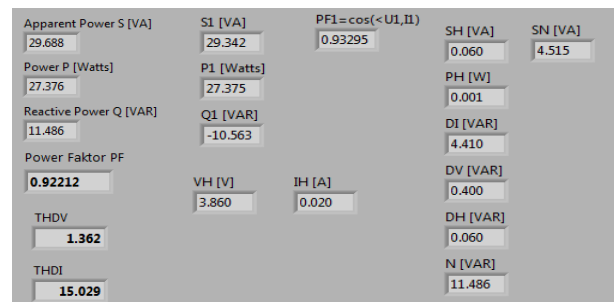 Apparent Power S [VA]
29.688
Power P [Watts]
27.376
Reactive Power Q [VAR]
11.486
Power Faktor PF
0.92212
THDV
1.362
THDI
15.029
S1 [VA]
29.342
P1 [Watts]
27.375
Q1 [VAR]
-10.563
VH [V]
3.860
PF1=cos(<U1,I1)
0.93295
IH [A]
0.020
SH [VA]
0.060
PH [W]
0.001
DI [VAR]
4.410
DV [VAR]
0.400
DH [VAR]
0.060
N [VAR]
11.486
SN [VA]
4.515